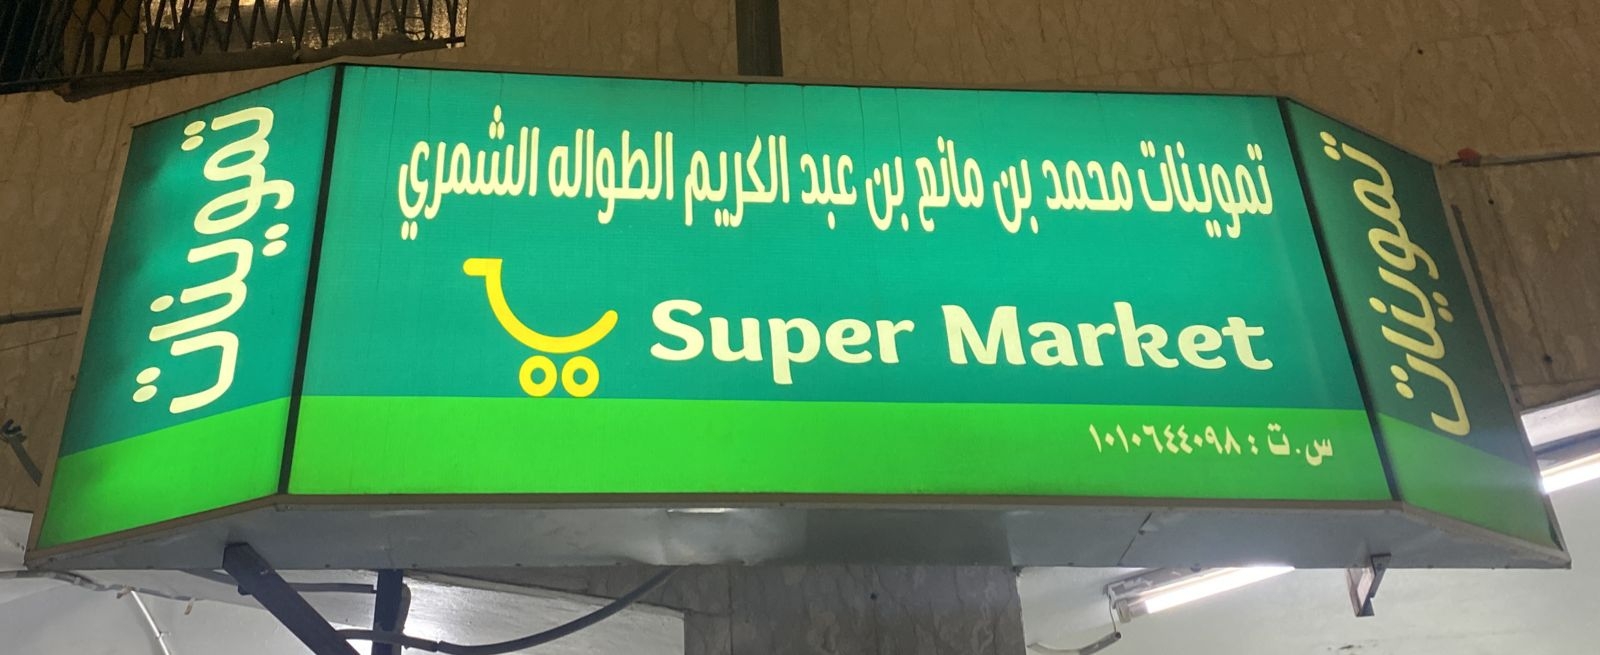 تموينات
تموينات محمد بن مانع بن عبد الكريم الطواله الشمري
Super Market
س.ت : ١٠١٠٦٤٤٠٩٨
تموينات